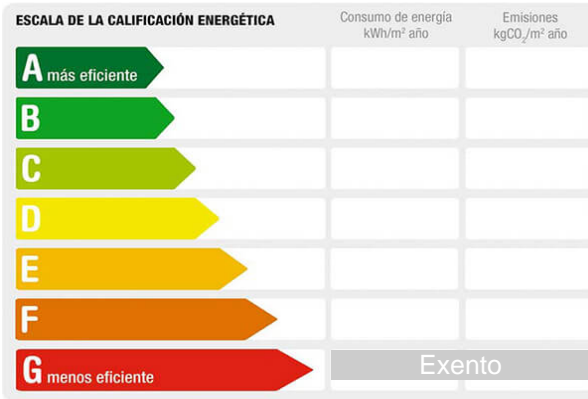 ESCALA DE LA CALIFICACIÓN ENERGÉTICA
Consumo de energía
kWh/m² año
Emisiones
kgCO₂/m² año
A más eficiente
B
C
D
E
F
G menos eficiente
Exento